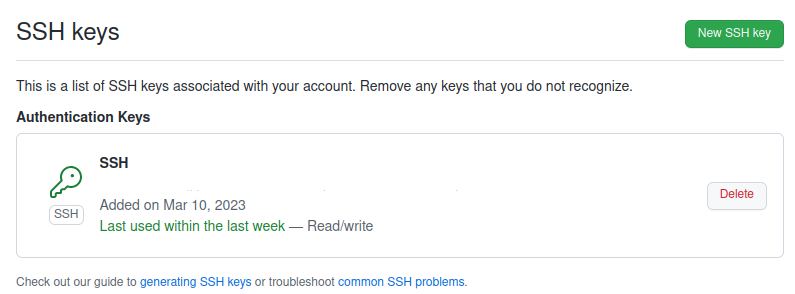 SSH keys
New SSH key
This is a list of SSH keys associated with your account. Remove any keys that you do not recognize.
Authentication Keys
SSH
SSH
Added on Mar 10, 2023
Last used within the last week — Read/write
Delete
Check out our guide to generating SSH keys or troubleshoot common SSH problems.